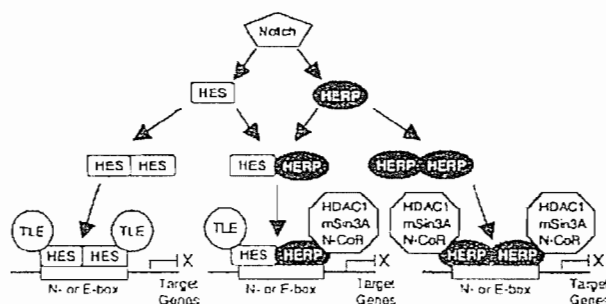 Notch
HES
HERP
HES HES
HES HERP
HERP HERP
TLE
TLE
HES HES
TLE
HES HERP
HDAC1
mSin3A
N-CoR
HDAC1
mSin3A
N-CoR
HERP HERP
HDAC1
mSin3A
N-CoR
X
X
X
N- or E-box
Target
Genes
N- or E-box
Target
Genes
N- or E-box
Target
Genes